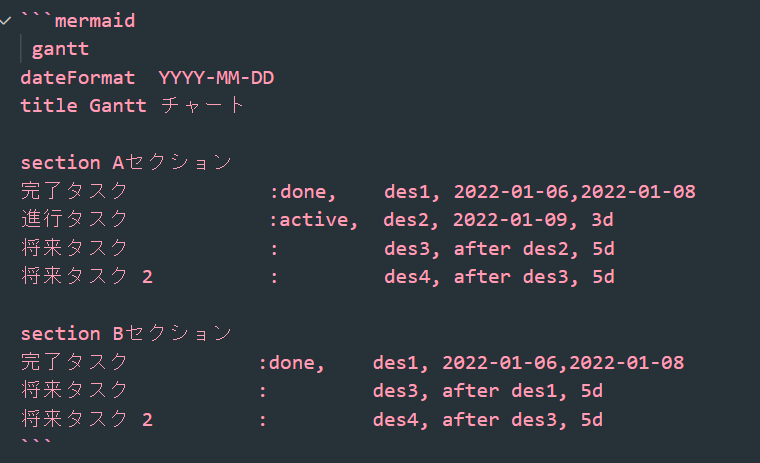 ```mermaid
gantt
dateFormat  YYYY-MM-DD
title Gantt チャート
section Aセクション
完了タスク            :done,    des1, 2022-01-06,2022-01-08
進行タスク            :active,  des2, 2022-01-09, 3d
将来タスク            :         des3, after des2, 5d
将来タスク 2          :         des4, after des3, 5d
section Bセクション
完了タスク           :done,    des1, 2022-01-06,2022-01-08
将来タスク           :         des3, after des1, 5d
将来タスク 2         :         des4, after des3, 5d
```